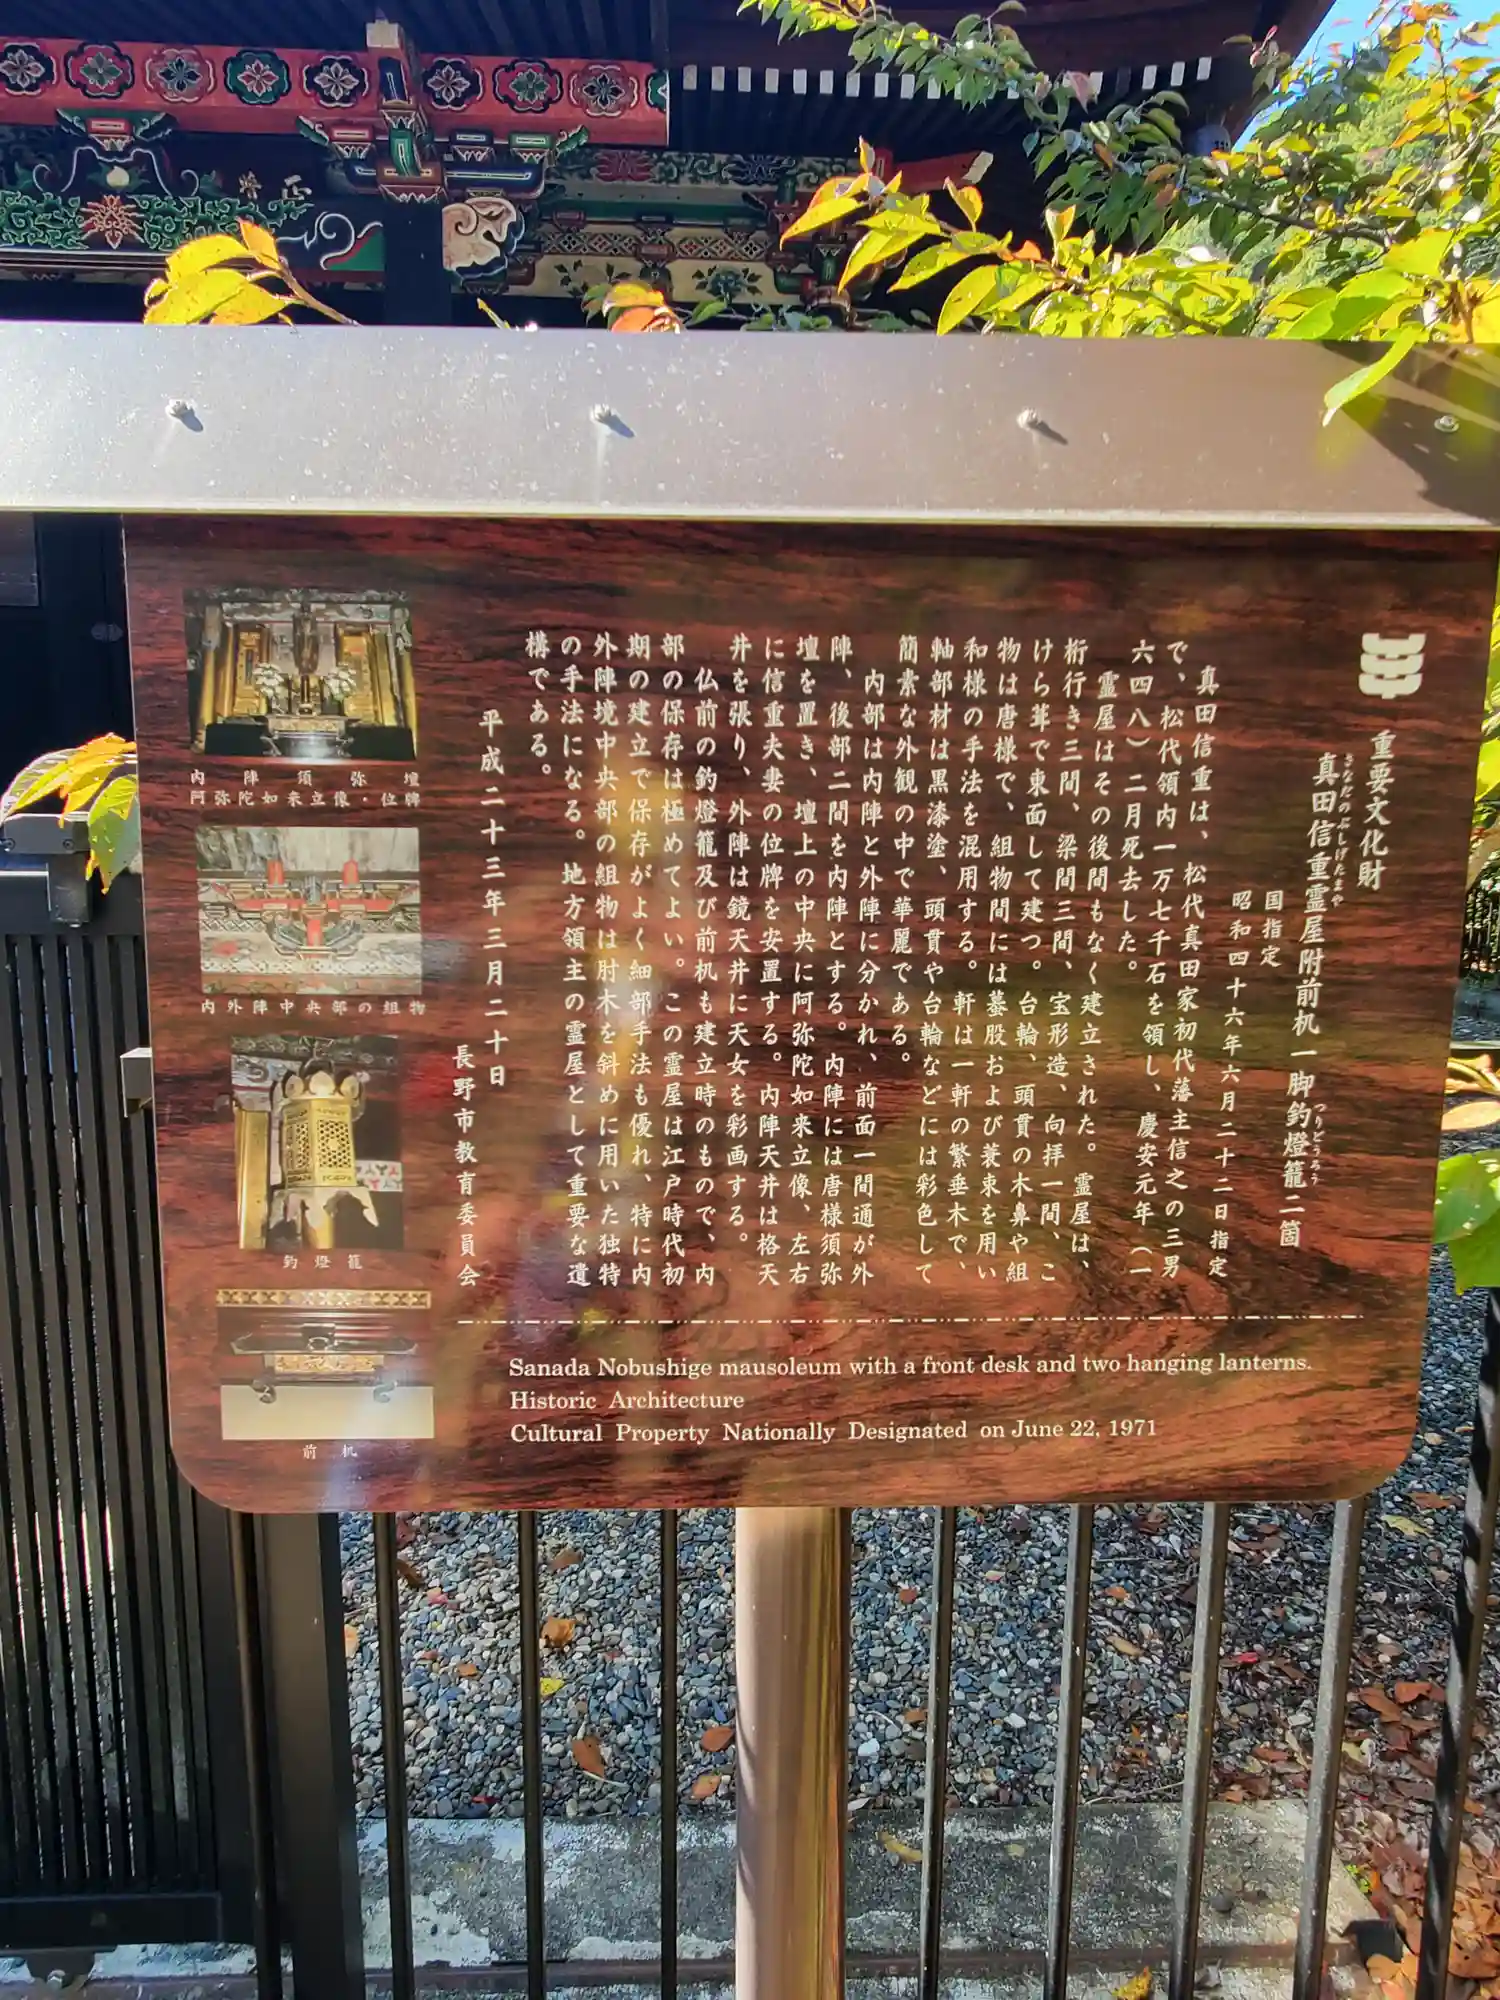 重要文化財
真田信重霊屋附前机一脚釣燈籠二箇
さなだのぶしげたまや
つりどうろう
国指定
昭和四十六年六月二十二日指定
真田信重は、松代真田家初代藩主信之の三男
で、松代領内一万七千石を領し、慶安元年（一
六四八）二月死去した。
霊屋はその後間もなく建立された。霊屋は、
桁行き三間、梁間三間、宝形造、向拝一間、こ
けら葺で東面して建つ。台輪、頭貫の木鼻や組
物は唐様で、組物間には蟇股および蓑束を用い
和様の手法を混用する。軒は一軒の繁垂木で、
軸部材は黒漆塗、頭貫や台輪などには彩色して
簡素な外観の中で華麗である。
内部は内陣と外陣に分かれ、前面一間通が外
陣、後部二間を内陣とする。内陣には唐様須弥
壇を置き、壇上の中央に阿弥陀如来立像、左右
に信重夫妻の位牌を安置する。内陣天井は格天
井を張り、外陣は鏡天井に天女を彩画する。
仏前の釣燈籠及び前机も建立時のもので、内
部の保存は極めてよい。この霊屋は江戸時代初
期の建立で保存がよく細部手法も優れ、特に内
外陣境中央部の組物は肘木を斜めに用いた独特
の手法になる。地方領主の霊屋として重要な遺
構である。
平成二十三年三月二十日
長野市教育委員会
内陣須弥壇
阿弥陀如来立像・位牌
内外陣中央部の組物
釣燈籠
前机
Sanada Nobushige mausoleum with a front desk and two hanging lanterns.
Historic Architecture
Cultural Property Nationally Designated on June 22, 1971